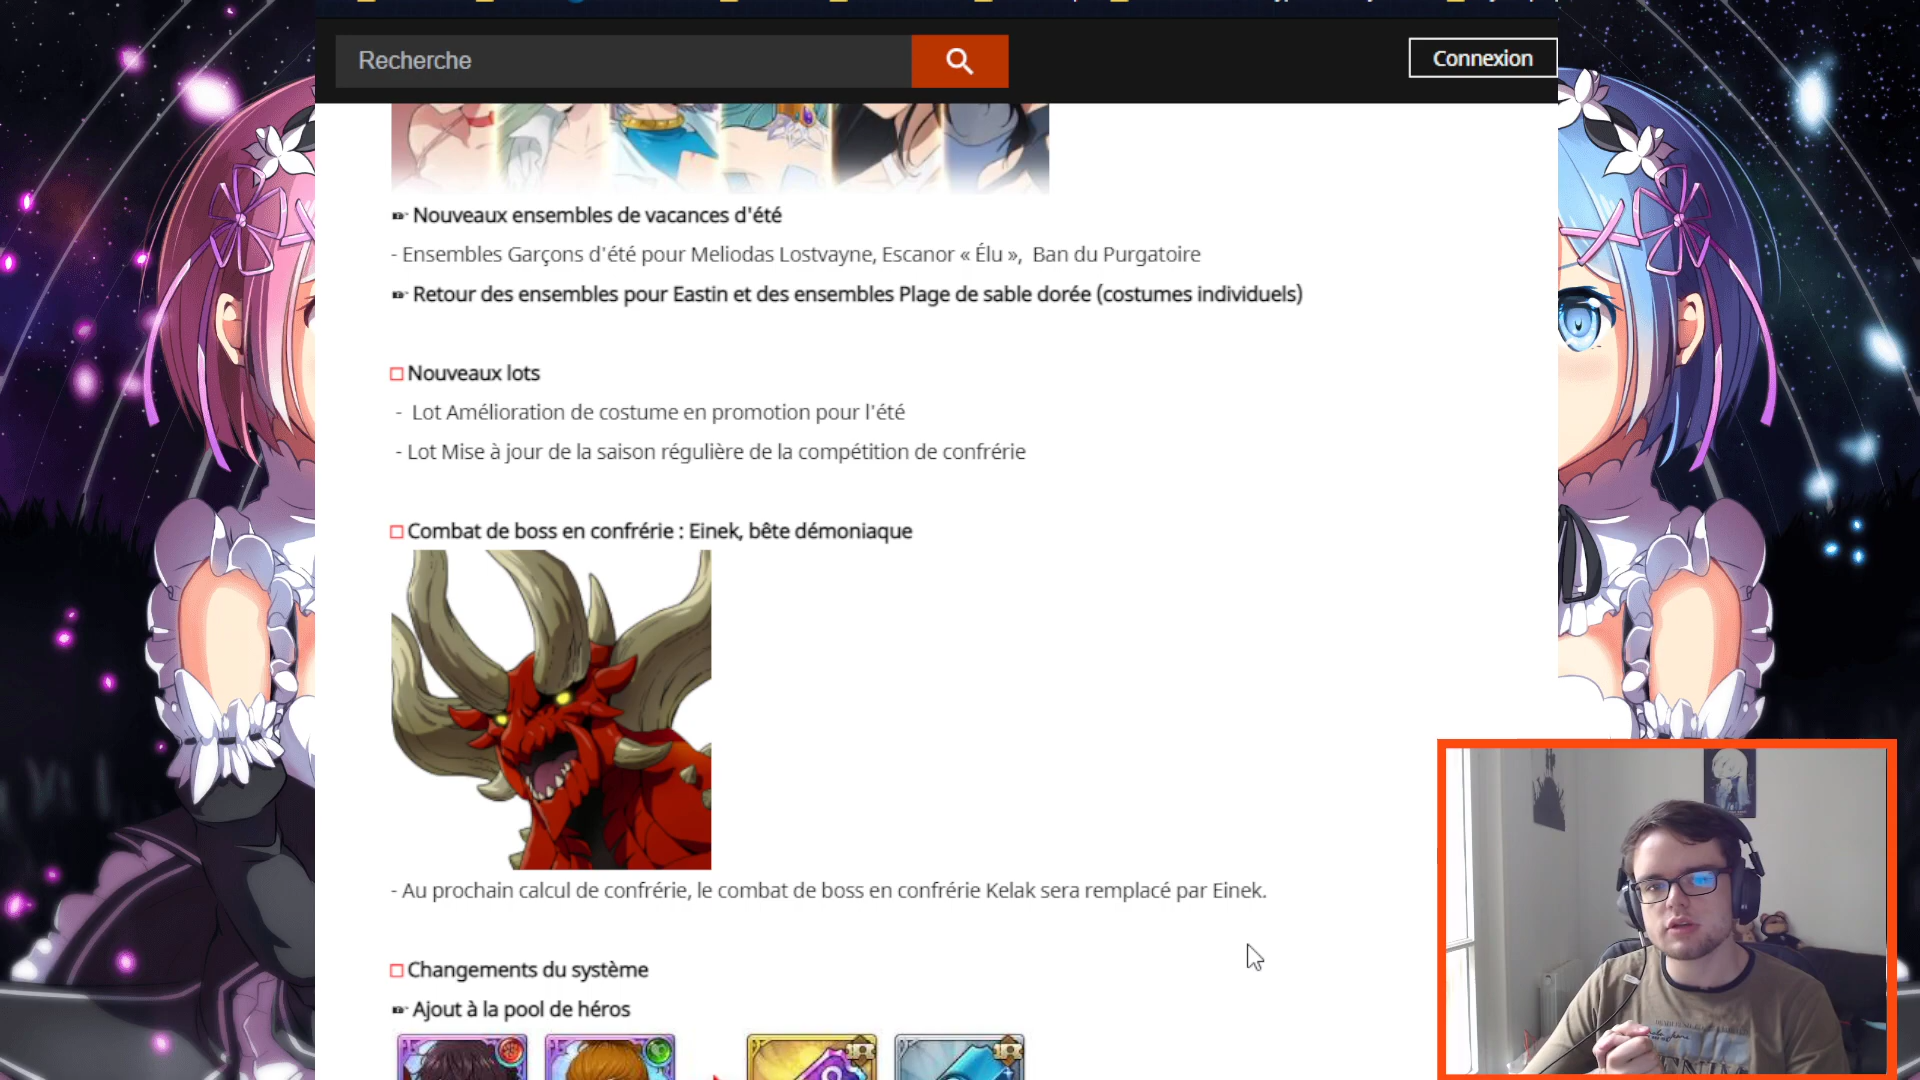 Recherche
Connexion
Nouveaux ensembles de vacances d'été
- Ensembles Garçons d'été pour Meliodas Lostvayne, Escanor « Élu », Ban du Purgatoire
Retour des ensembles pour Eastin et des ensembles Plage de sable dorée (costumes individuels)
Nouveaux lots
- Lot Amélioration de costume en promotion pour l'été
- Lot Mise à jour de la saison régulière de la compétition de confrérie
Combat de boss en confrérie : Einek, bête démoniaque
- Au prochain calcul de confrérie, le combat de boss en confrérie Kelak sera remplacé par Einek.
Changements du système
Ajout à la pool de héros